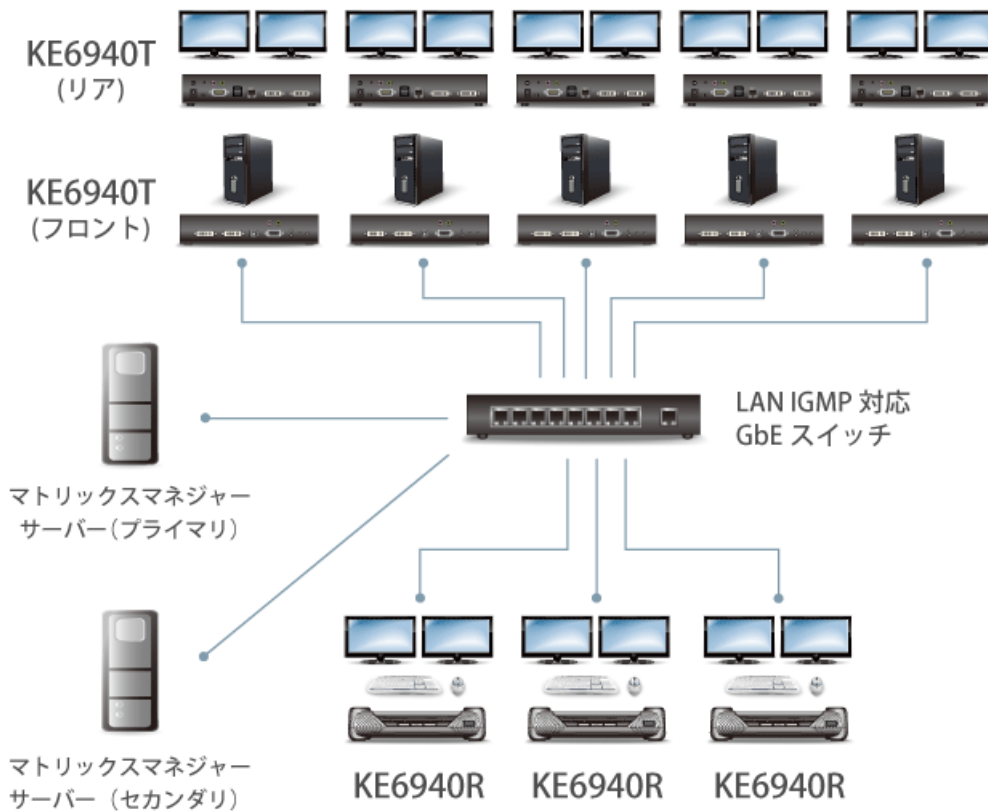 KE6940T
(リア)
KE6940T
(フロント)
LAN IGMP 対応
GbE スイッチ
マトリックスマネジャー
サーバー(プライマリ)
マトリックスマネジャー
サーバー (セカンダリ)
KE6940R
KE6940R
KE6940R